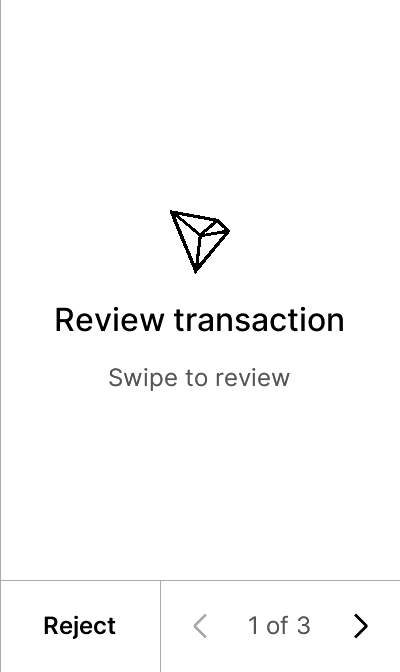 Review transaction
Swipe to review
Reject
1 of 3